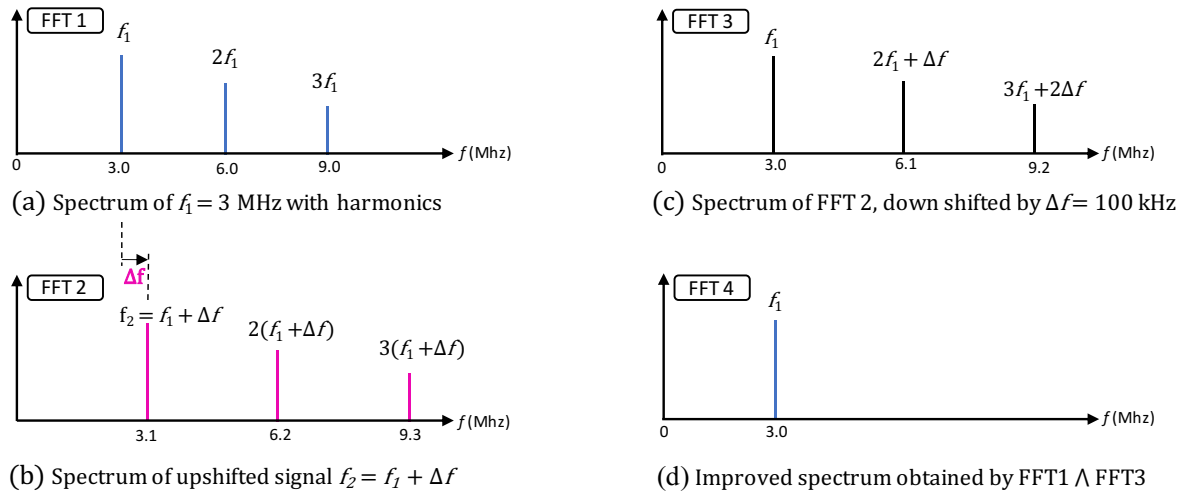 FFT 1
f₁
2f₁
3f₁
0
3.0
6.0
9.0
f (Mhz)
(a) Spectrum of f₁ = 3 MHz with harmonics
Δf
FFT 2
f₂ = f₁ + Δf
2(f₁ +Δf)
3(f₁ +Δf)
3.1
6.2
9.3
f (Mhz)
(b) Spectrum of upshifted signal f₂ = f₁ + Δf
FFT 3
f₁
2f₁ + Δf
3f₁ +2Δf
0
3.0
6.1
9.2
f (Mhz)
(c) Spectrum of FFT 2, down shifted by Δf = 100 kHz
FFT 4
f₁
0
3.0
f (Mhz)
(d) Improved spectrum obtained by FFT1 ⋀ FFT3